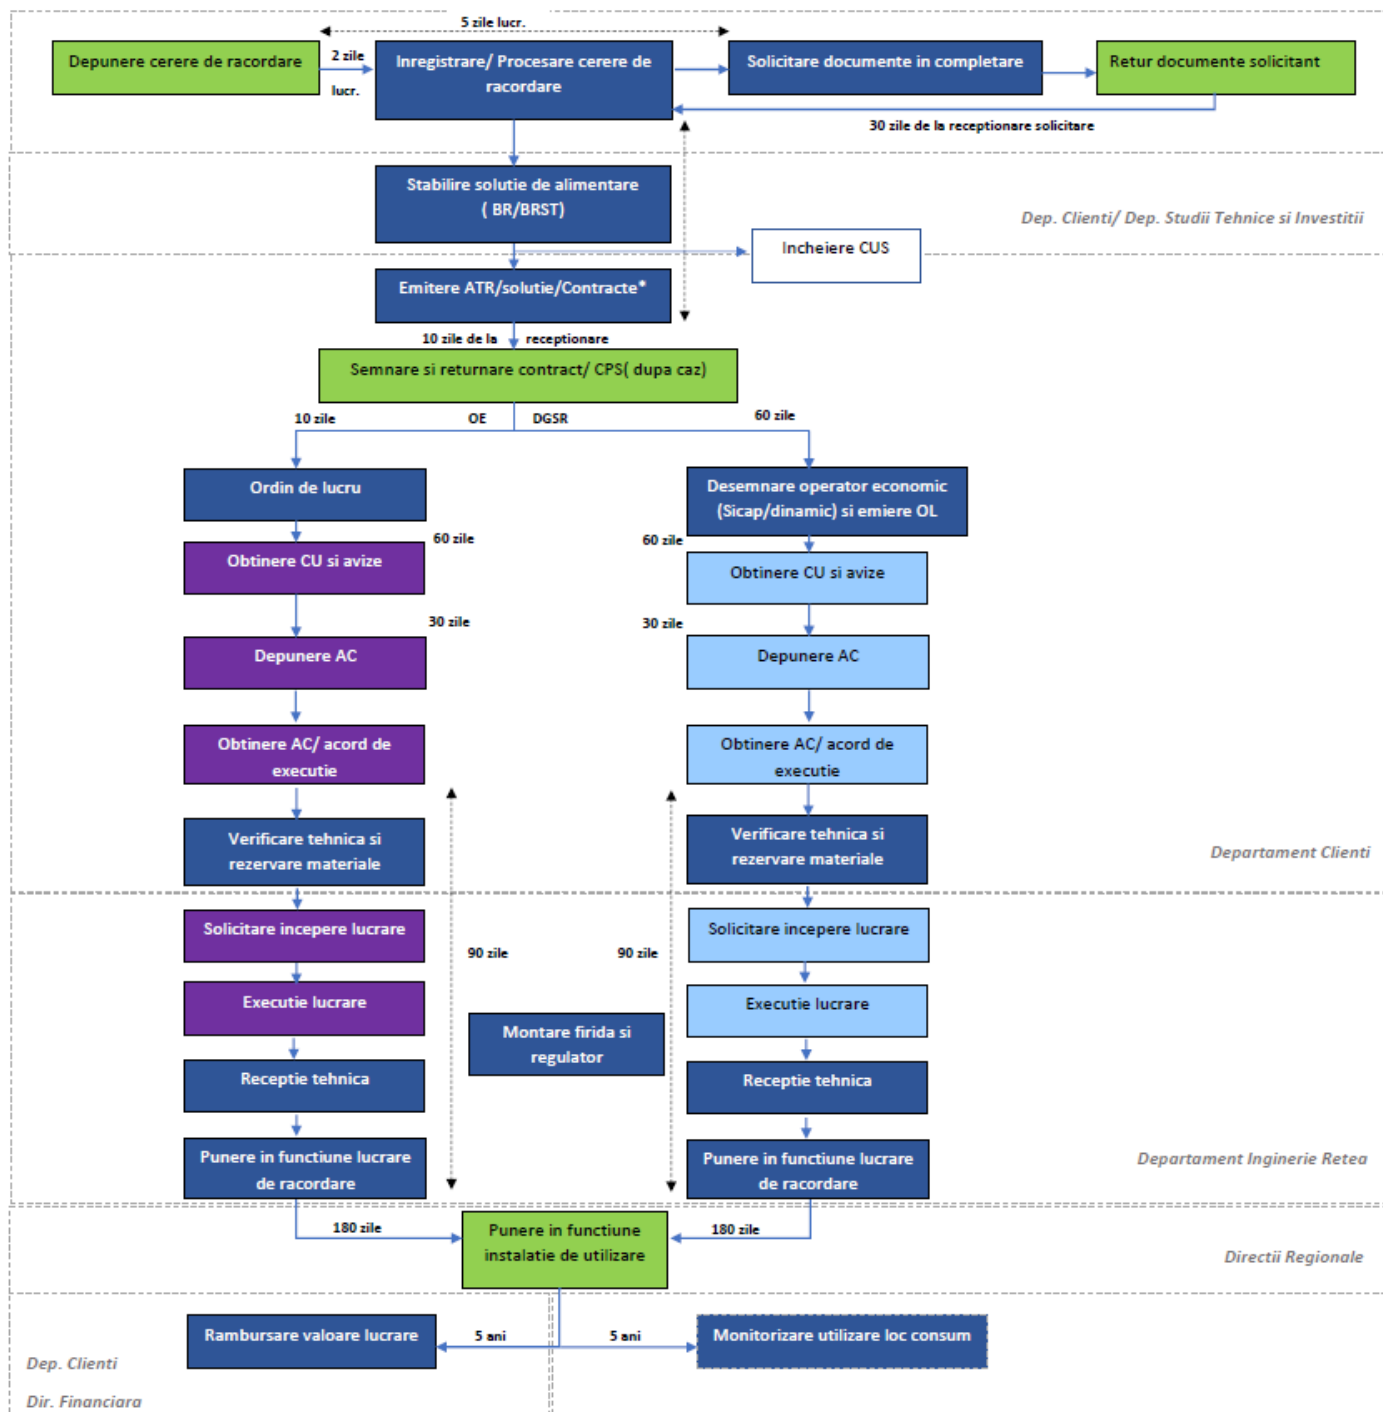 5 zile lucr.
Depunere cerere de racordare
2 zile
lucr.
Inregistrare/ Procesare cerere de
racordare
Solicitare documente in completare
Retur documente solicitant
30 zile de la receptionare solicitare
Stabilire solutie de alimentare
( BR/BRST)
Dep. Clienti/ Dep. Studii Tehnice si Investitii
Incheiere CUS
Emitere ATR/solutie/Contracte*
10 zile de la receptionare
Semnare si returnare contract/ CPS( dupa caz)
10 zile OE DGSR 60 zile
Ordin de lucru
Desemnare operator economic
(Sicap/dinamic) si emiere OL
60 zile
60 zile
Obtinere CU si avize
Obtinere CU si avize
30 zile
30 zile
Depunere AC
Depunere AC
Obtinere AC/ acord de
executie
Obtinere AC/ acord de
executie
Verificare tehnica si
rezervare materiale
Verificare tehnica si
rezervare materiale
Departament Clienti
Solicitare incepere lucrare
Solicitare incepere lucrare
90 zile
90 zile
Executie lucrare
Executie lucrare
Montare firida si
regulator
Receptie tehnica
Receptie tehnica
Punere in functiune lucrare
de racordare
Punere in functiune lucrare
de racordare
Departament Inginerie Retea
180 zile
Punere in functiune
instalatie de utilizare
180 zile
Directii Regionale
Rambursare valoare lucrare
5 ani
5 ani
Monitorizare utilizare loc consum
Dep. Clienti
Dir. Financiara